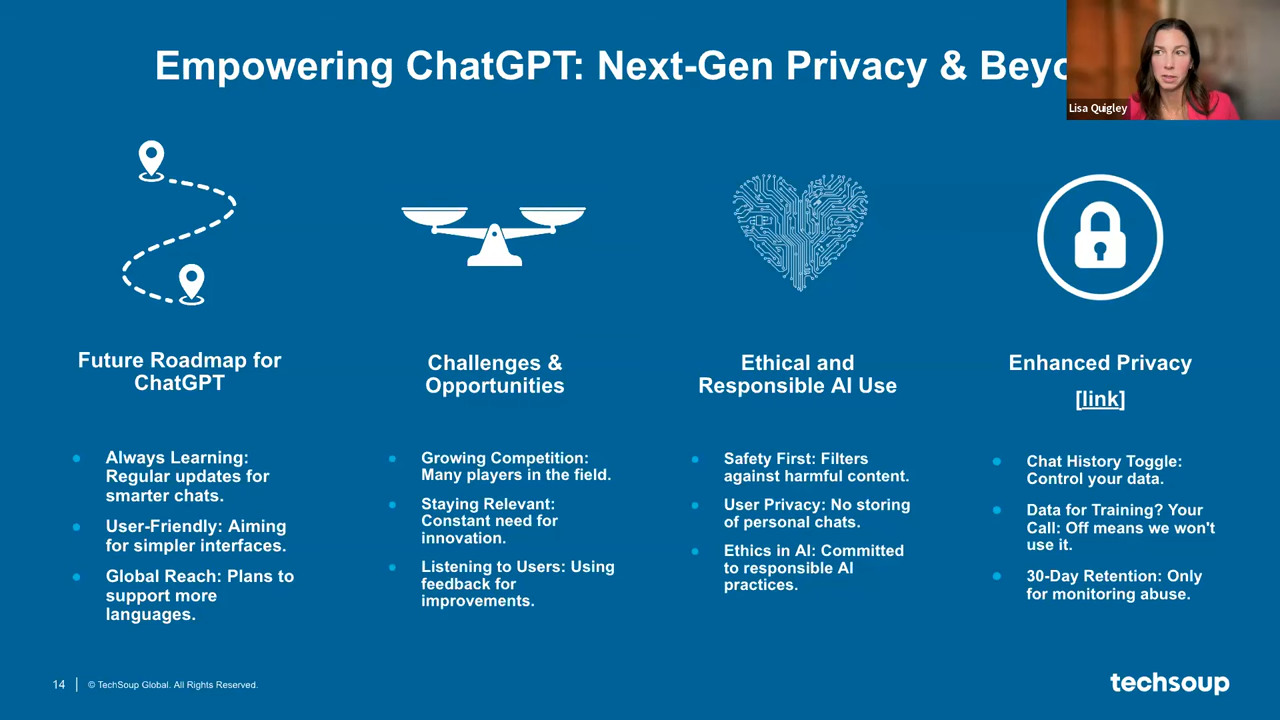 Empowering ChatGPT: Next-Gen Privacy &
Lisa Quigley
Future Roadmap for
ChatGPT
Always Learning:
Regular updates for
smarter chats.
User-Friendly: Aiming
for simpler interfaces.
Global Reach: Plans to
support more
languages.
Challenges &
Opportunities
Growing Competition:
Many players in the field.
Staying Relevant:
Constant need for
innovation.
Listening to Users: Using
feedback for
improvements.
Ethical and
Responsible AI Use
Safety First: Filters
against harmful content.
User Privacy: No storing
of personal chats.
Ethics in AI: Committed
to responsible AI
practices.
Enhanced Privacy
[link]
Chat History Toggle:
Control your data.
Data for Training? Your
Call: Off means we won't
use it.
30-Day Retention: Only
for monitoring abuse.
14 | © TechSoup Global. All Rights Reserved.
techsoup